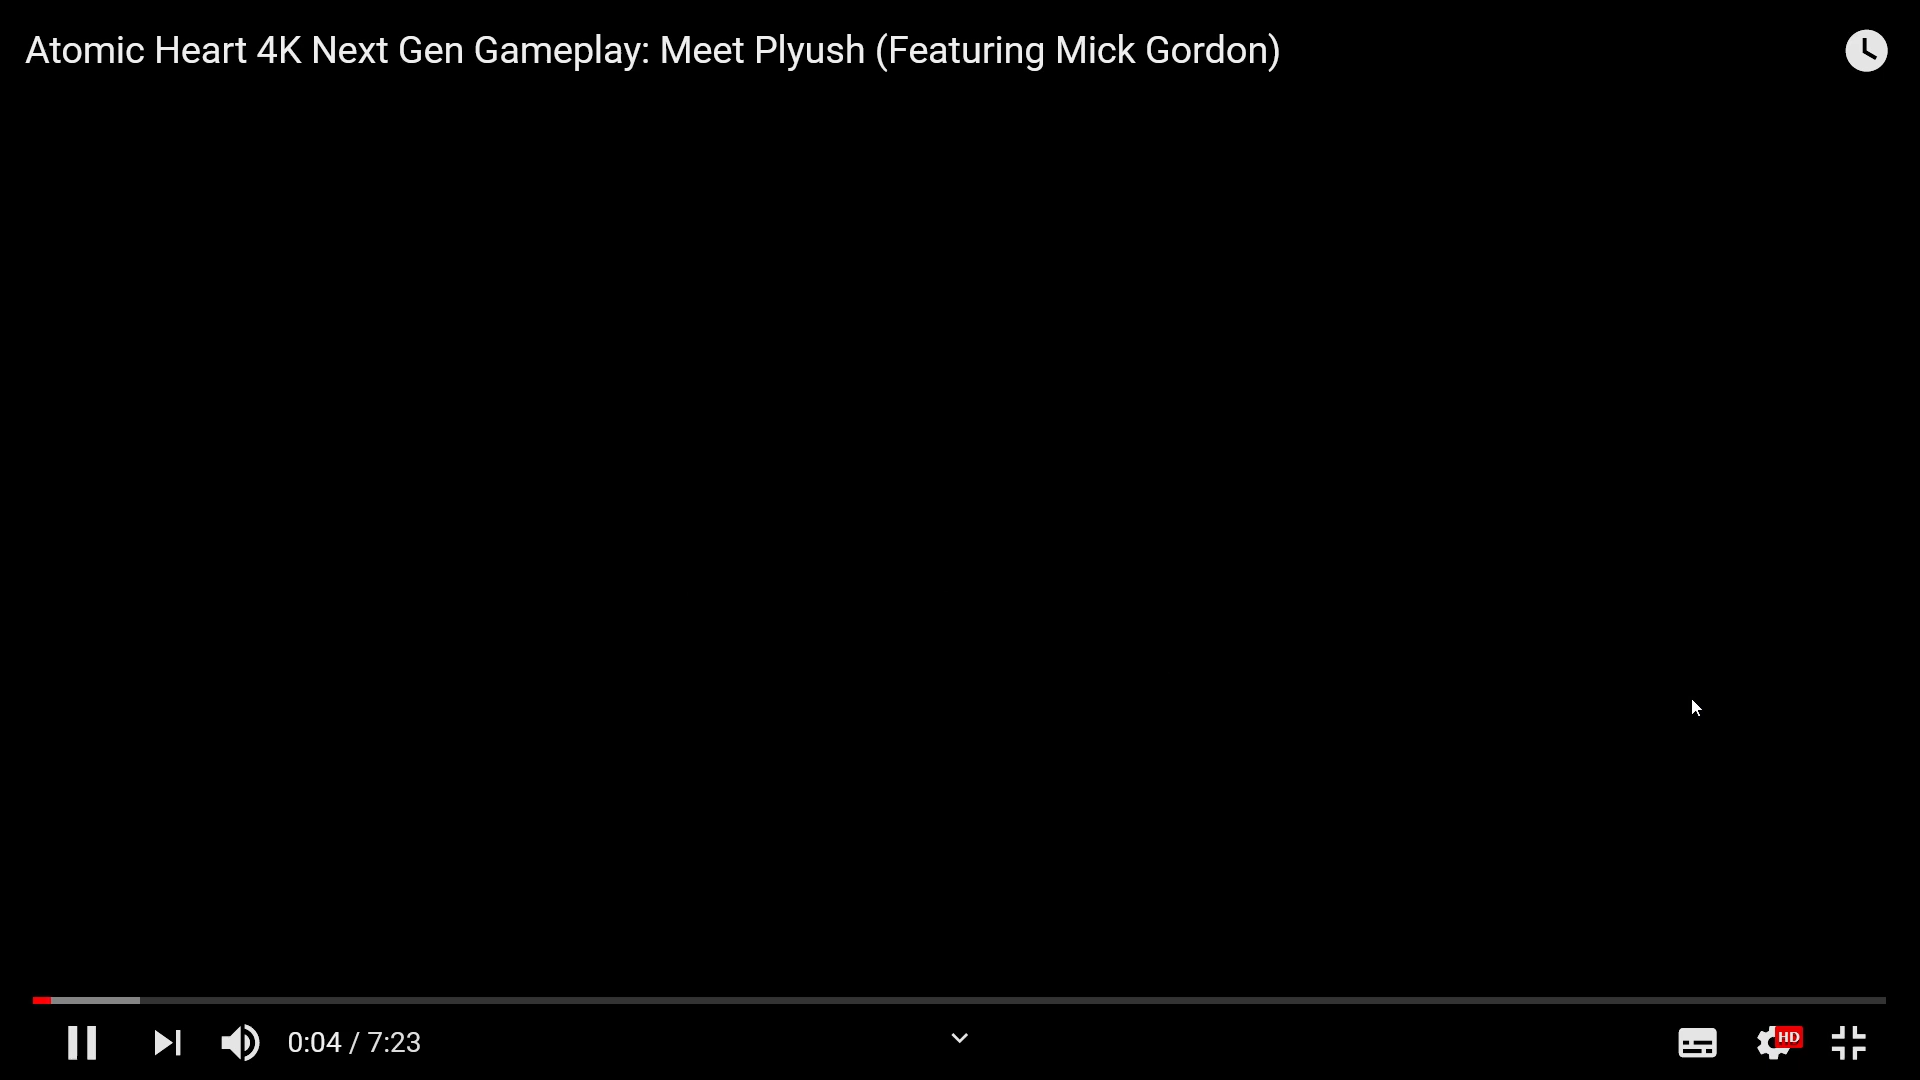 Atomic Heart 4K Next Gen Gameplay: Meet Plyush (Featuring Mick Gordon)
0:04 / 7:23
HD